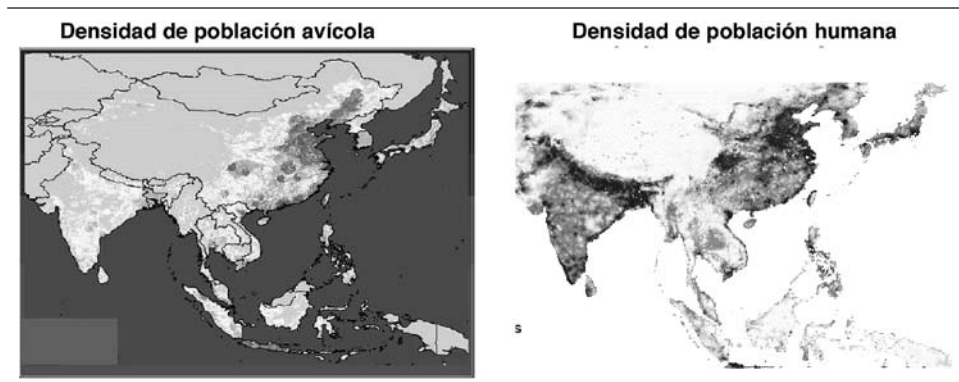 Densidad de población avícola
Densidad de población humana
s